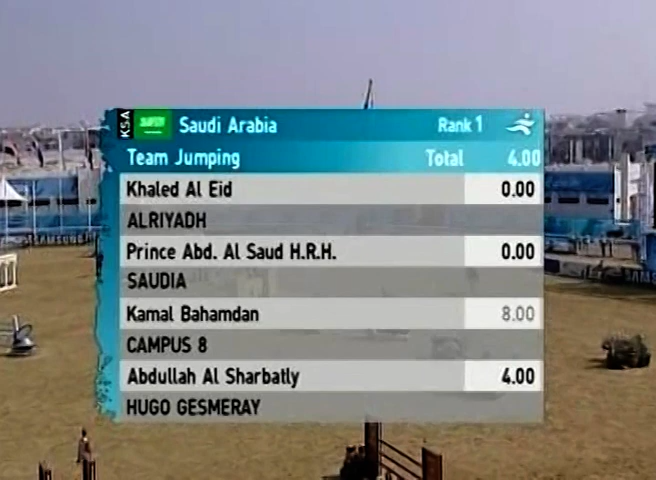 KSA Saudi Arabia Rank 1
Team Jumping Total 4.00
Khaled Al Eid 0.00
ALRIYADH
Prince Abd. Al Saud H.R.H. 0.00
SAUDIA
Kamal Bahamdan 8.00
CAMPUS 8
Abdullah Al Sharbatly 4.00
HUGO GESMERAY